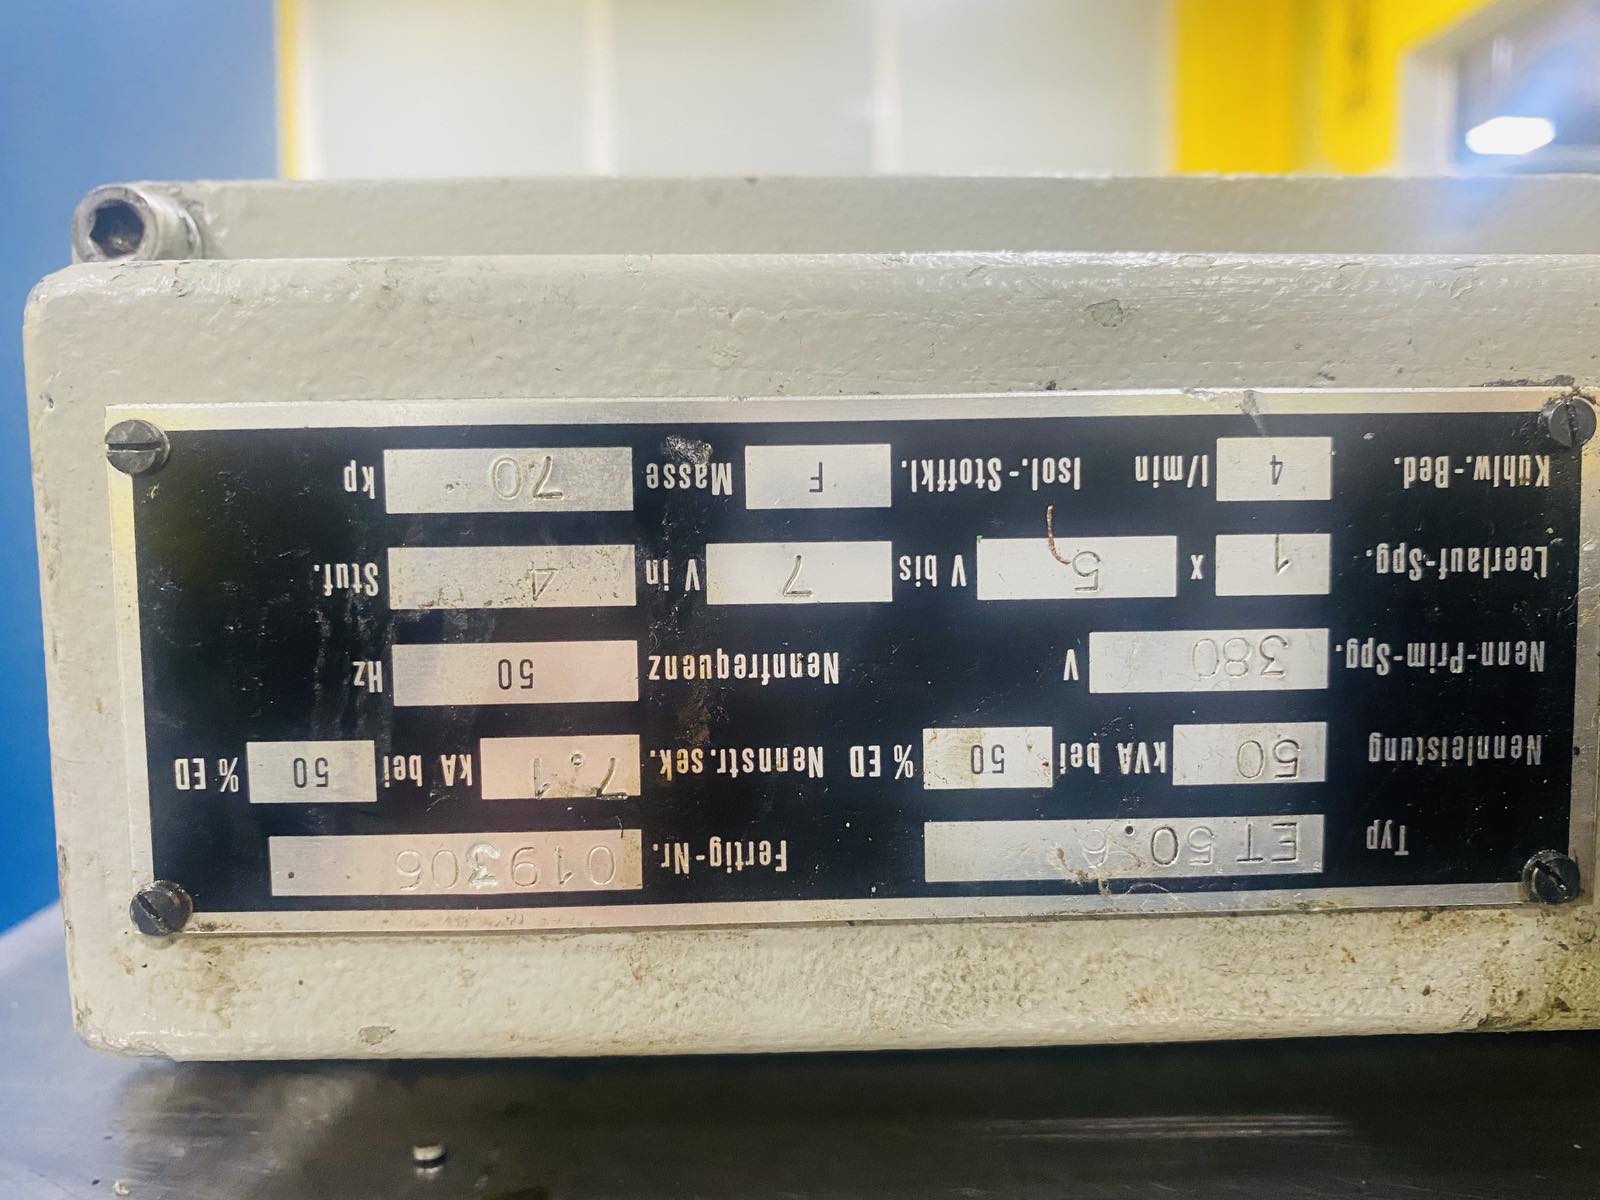 Typ ET 50.6 Fertig-Nr. 019306
Nennleistung 50 kVA bei 50 % ED Nennstr.sek. 7.1 kA bei 50 % ED
Nenn-Prim-Spg. 380 V Nennfrequenz 50 Hz
Leerlauf-Spg. 1 x 5 V bis 7 V in 4 Stuf.
Kühlw.-Bed. 4 l/min Isol.-Stoffkl. F Masse 70 kp